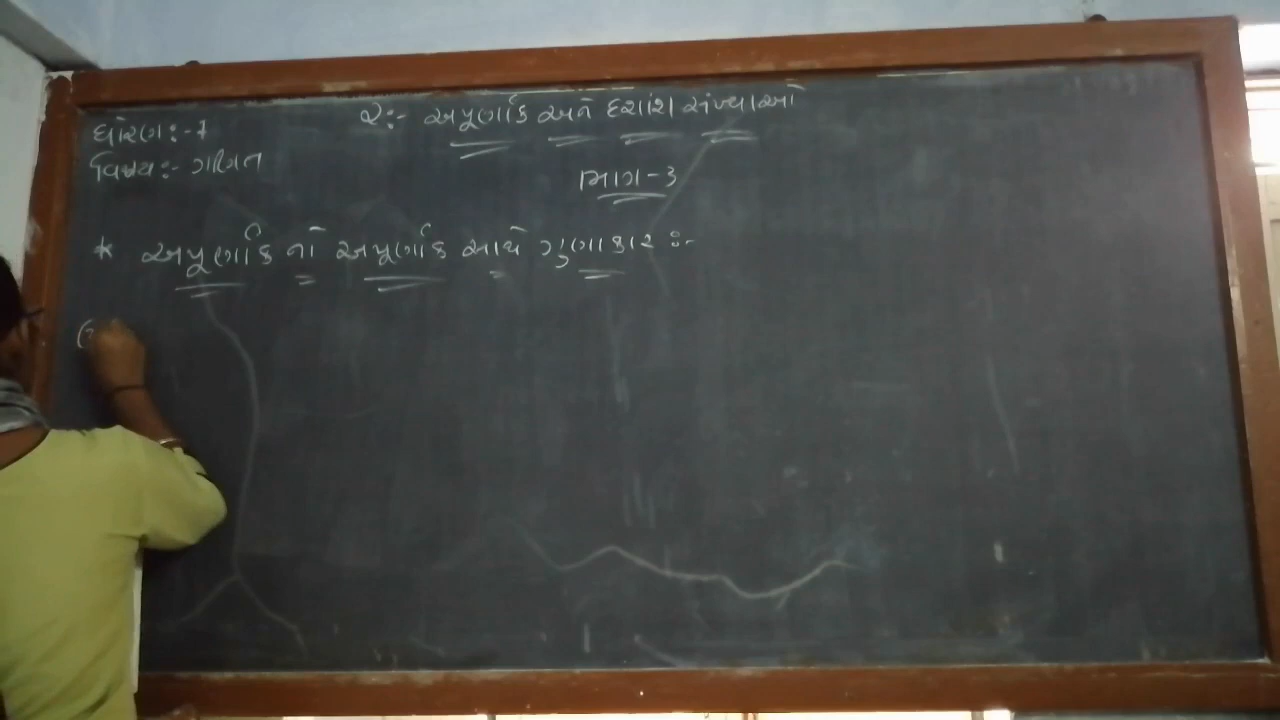 ધોરણ:- 7
૨:- અપૂર્ણાંક અને દશાંશ સંખ્યાઓ
વિષય:- ગણિત
ભાગ-3
* અપૂર્ણાંક નો અપૂર્ણાંક સાથે ગુણાકાર :-